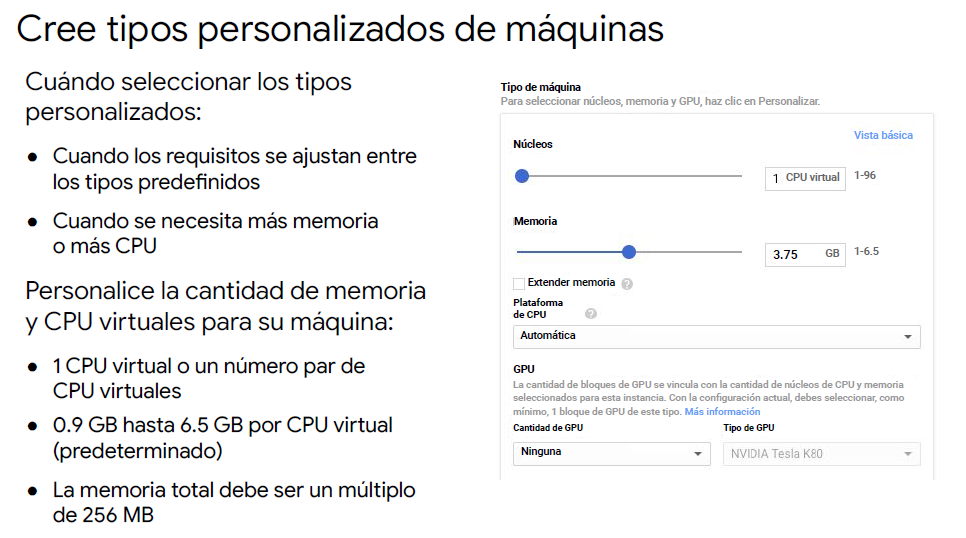 Cree tipos personalizados de máquinas
Cuándo seleccionar los tipos
personalizados:
● Cuando los requisitos se ajustan entre
los tipos predefinidos
● Cuando se necesita más memoria
o más CPU
Personalice la cantidad de memoria
y CPU virtuales para su máquina:
● 1 CPU virtual o un número par de
CPU virtuales
● 0.9 GB hasta 6.5 GB por CPU virtual
(predeterminado)
● La memoria total debe ser un múltiplo
de 256 MB
Tipo de máquina
Para seleccionar núcleos, memoria y GPU, haz clic en Personalizar.
Vista básica
Núcleos
1 CPU virtual 1-96
Memoria
3.75 GB 1-6.5
Extender memoria ?
Plataforma
de CPU ?
Automática
GPU
La cantidad de bloques de GPU se vincula con la cantidad de núcleos de CPU y memoria
seleccionados para esta instancia. Con la configuración actual, debes seleccionar, como
mínimo, 1 bloque de GPU de este tipo. Más información
Cantidad de GPU Tipo de GPU
Ninguna NVIDIA Tesla K80